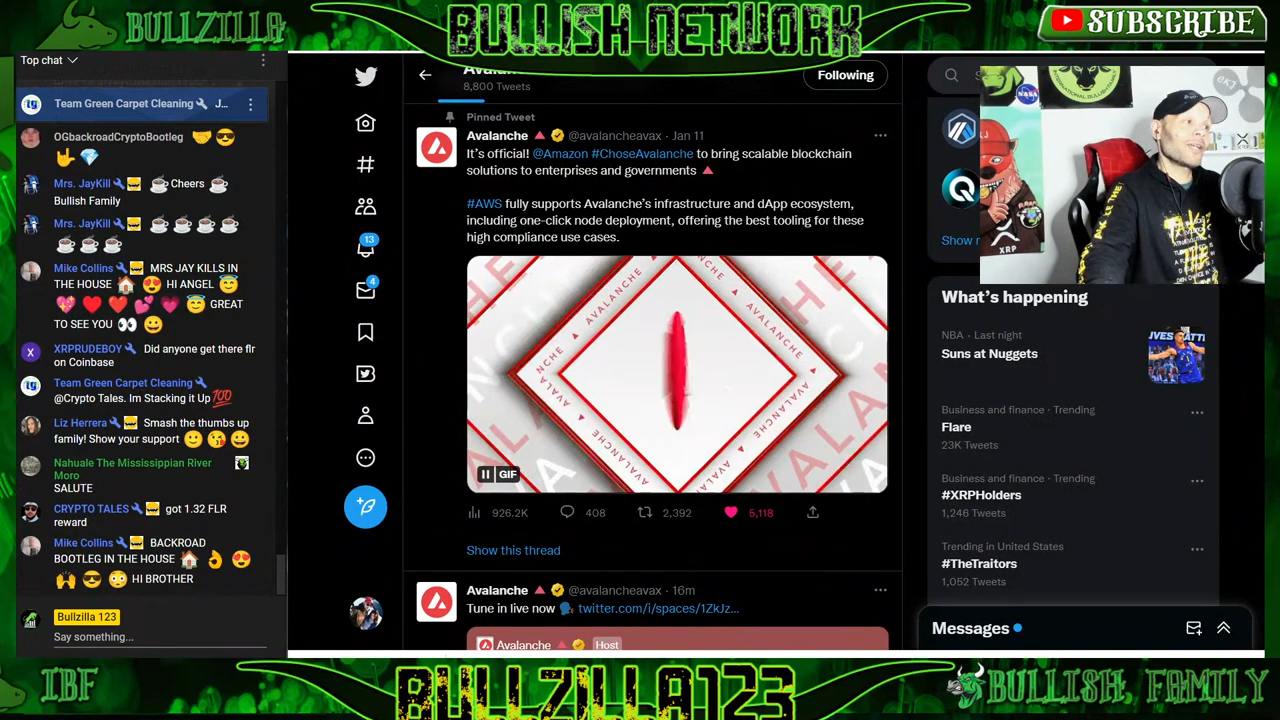 BULLZILLA
BULLISH NETWORK
SUBSCRIBE
Top chat
Team Green Carpet Cleaning J...
OGbackroadCryptoBootleg 🤝 😎
🤟 💎
Mrs. JayKill ☕ Cheers ☕
Bullish Family
Mrs. JayKill ☕ ☕ ☕ ☕
☕ ☕ ☕
Mike Collins MRS JAY KILLS IN
THE HOUSE 🏠 😍 HI ANGEL 😇
💖 ♥️ ❤️ 💕 💗 😇 GREAT
TO SEE YOU 👀 😀
X
XRPRUDEBOY Did anyone get there flr
on Coinbase
Team Green Carpet Cleaning
@Crypto Tales. Im Stacking it Up 💯
Liz Herrera Smash the thumbs up
family! Show your support 🙂 😘 😀
Nahuale The Mississippian River
Moro
SALUTE
CRYPTO TALES got 1.32 FLR
reward
Mike Collins BACKROAD
BOOTLEG IN THE HOUSE 🏠 👌 😍
🙌 😎 😳 HI BROTHER
Bullzilla 123
Say something...
13
4
8,800 Tweets
Following
Pinned Tweet
Avalanche 🔺 @avalancheavax · Jan 11
It's official! @Amazon #ChoseAvalanche to bring scalable blockchain
solutions to enterprises and governments 🔺
#AWS fully supports Avalanche's infrastructure and dApp ecosystem,
including one-click node deployment, offering the best tooling for these
high compliance use cases.
AVALANCHE
AVALANCHE
AVALANCHE
AVALANCHE
GIF
926.2K 408 2,392 5,118
Show this thread
Avalanche 🔺 @avalancheavax · 16m
Tune in live now 🗣 twitter.com/i/spaces/1ZkJz...
Avalanche 🔺 Host
NASA
XRP
What's happening
NBA · Last night
Suns at Nuggets
Business and finance · Trending
Flare
23K Tweets
Business and finance · Trending
#XRPHolders
1,246 Tweets
Trending in United States
#TheTraitors
1,052 Tweets
Messages
IBF
BULLZILLA123
BULLISH FAMILY